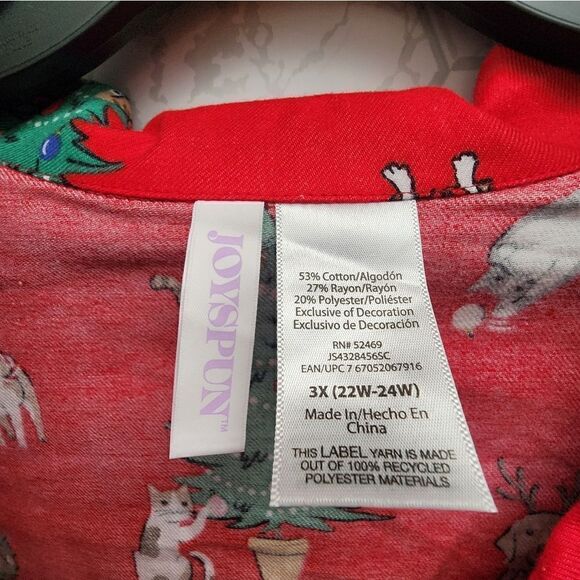 JOYSPUN™
53% Cotton/Algodón
27% Rayon/Rayón
20% Polyester/Poliéster
Exclusive of Decoration
Exclusivo de Decoración
RN# 52469
JS4328456SC
EAN/UPC 7 67052067916
3X (22W-24W)
Made In/Hecho En
China
THIS LABEL YARN IS MADE
OUT OF 100% RECYCLED
POLYESTER MATERIALS